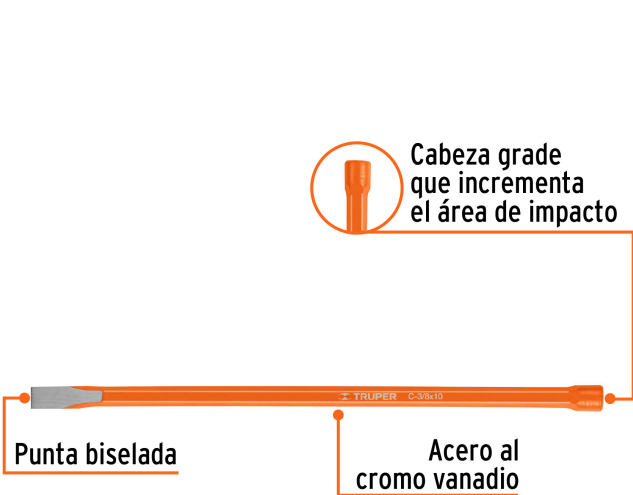 Cabeza grade
que incrementa
el área de impacto
TRUPER C-3/8x10
Punta biselada
Acero al
cromo vanadio